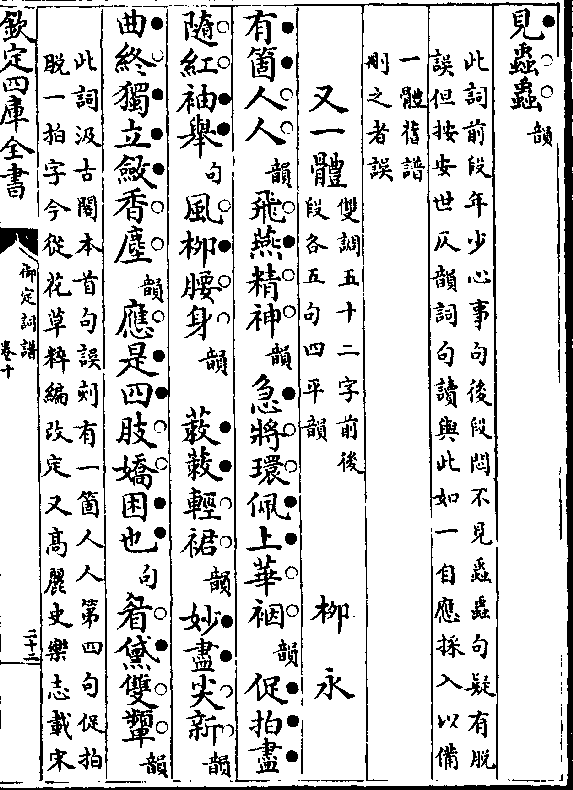 見蟲蟲韻
此詞前段年少心事句後段悶不見蟲蟲句疑有脫
誤但按安世仄韻詞句讀與此如一自應採入以備
一體舊譜
刪之者誤
又一體
雙調五十二字前後
段各五句四平韻
柳永
有箇人人韻飛燕精神韻急將環佩上華裀韻促拍盡
隨紅袖舉句風柳腰身韻 蔌蔌輕裙韻妙盡尖新韻
曲終獨立斂香塵韻應是四肢嬌困也句眉黛雙顰韻
此詞汲古閣本首句誤刻有一箇人人第四句促拍
脫一拍字今從花草粹編改定又高麗史樂志載宋
欽定四庫全書
御定詞譜
卷十
二十二